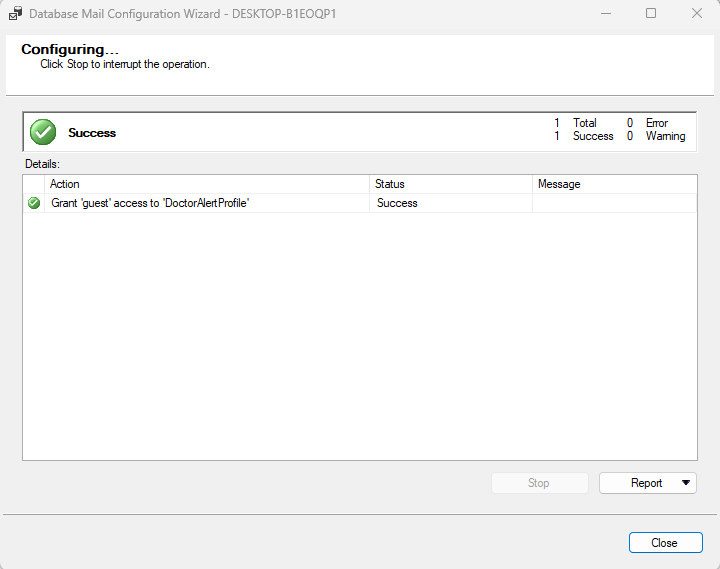 Database Mail Configuration Wizard - DESKTOP-B1EOQP1
Configuring...
Click Stop to interrupt the operation.
Success
1 Total 0 Error
1 Success 0 Warning
Details:
Action Status Message
Grant 'guest' access to 'DoctorAlertProfile' Success
Stop Report
Close